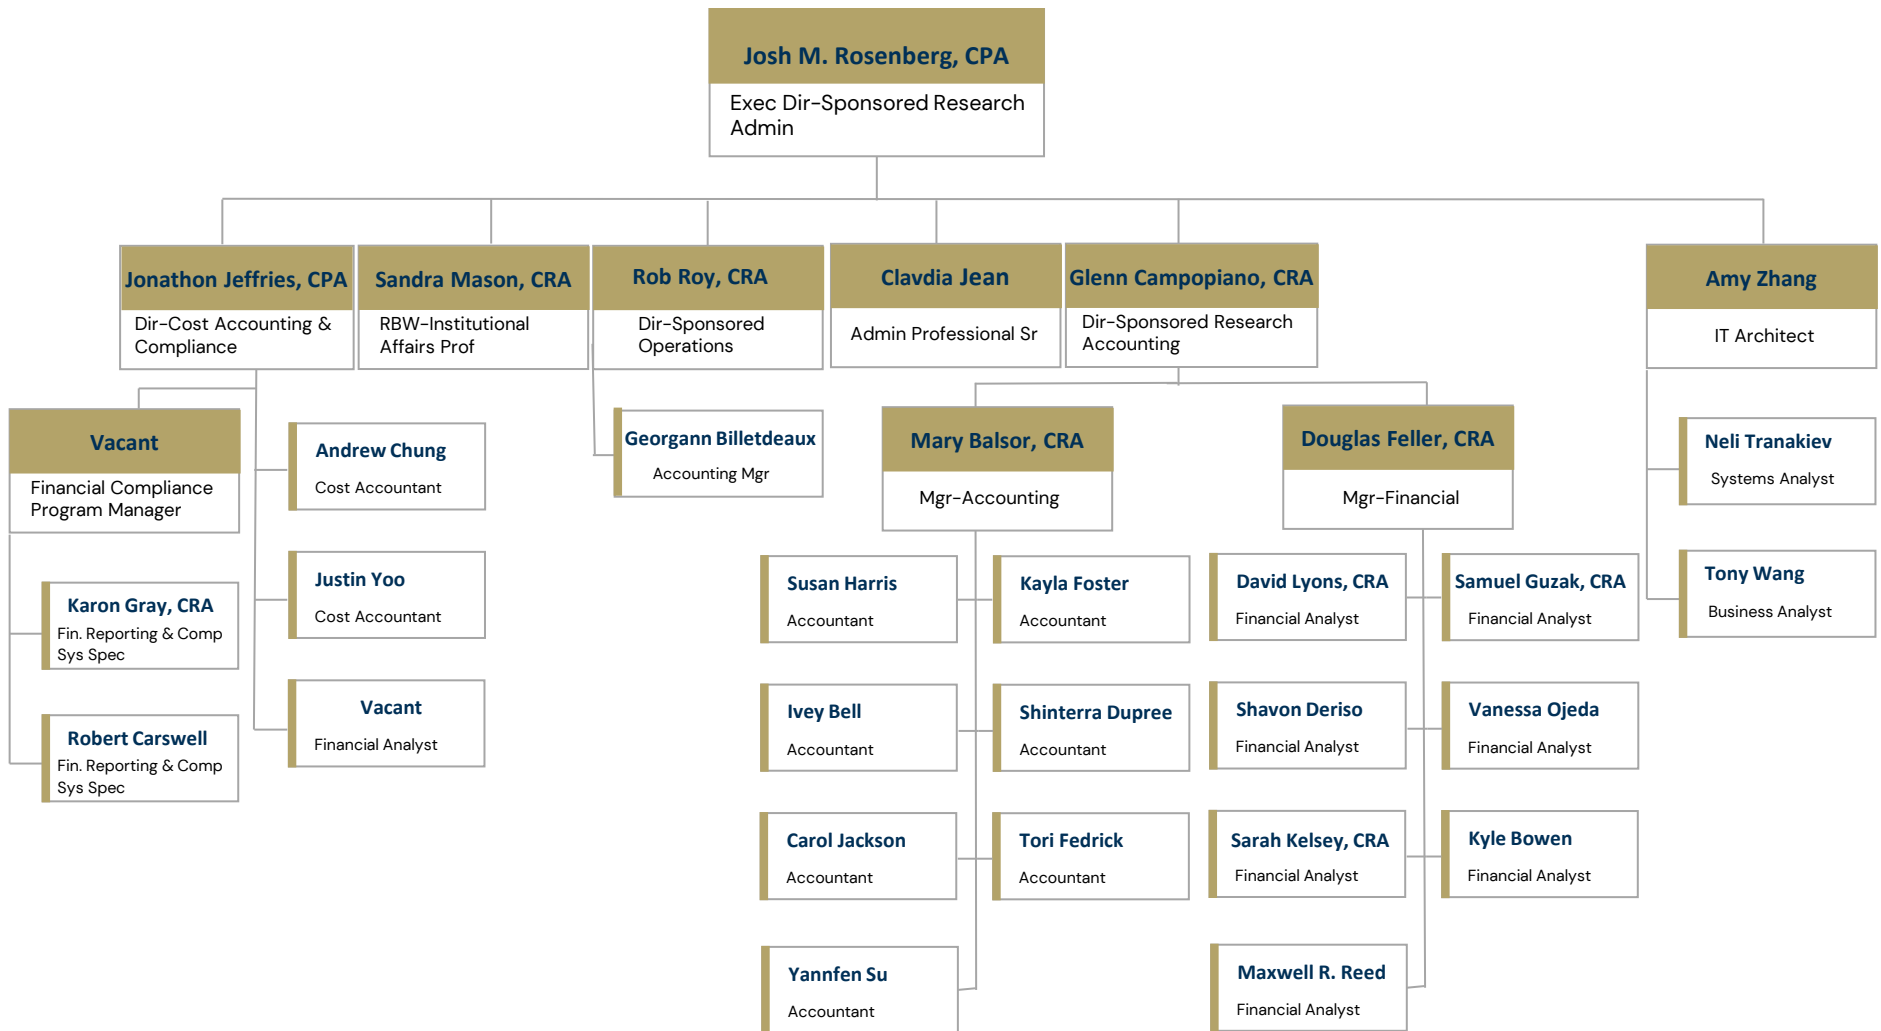 Josh M. Rosenberg, CPA
Exec Dir-Sponsored Research
Admin
Jonathon Jeffries, CPA
Dir-Cost Accounting &
Compliance
Sandra Mason, CRA
RBW-Institutional
Affairs Prof
Rob Roy, CRA
Dir-Sponsored
Operations
Clavdia Jean
Admin Professional Sr
Glenn Campopiano, CRA
Dir-Sponsored Research
Accounting
Amy Zhang
IT Architect
Vacant
Financial Compliance
Program Manager
Karon Gray, CRA
Fin. Reporting & Comp
Sys Spec
Robert Carswell
Fin. Reporting & Comp
Sys Spec
Andrew Chung
Cost Accountant
Justin Yoo
Cost Accountant
Vacant
Financial Analyst
Georgann Billetdeaux
Accounting Mgr
Mary Balsor, CRA
Mgr-Accounting
Susan Harris
Accountant
Kayla Foster
Accountant
Ivey Bell
Accountant
Shinterra Dupree
Accountant
Carol Jackson
Accountant
Tori Fedrick
Accountant
Yannfen Su
Accountant
Douglas Feller, CRA
Mgr-Financial
David Lyons, CRA
Financial Analyst
Samuel Guzak, CRA
Financial Analyst
Shavon Deriso
Financial Analyst
Vanessa Ojeda
Financial Analyst
Sarah Kelsey, CRA
Financial Analyst
Kyle Bowen
Financial Analyst
Maxwell R. Reed
Financial Analyst
Neli Tranakiev
Systems Analyst
Tony Wang
Business Analyst